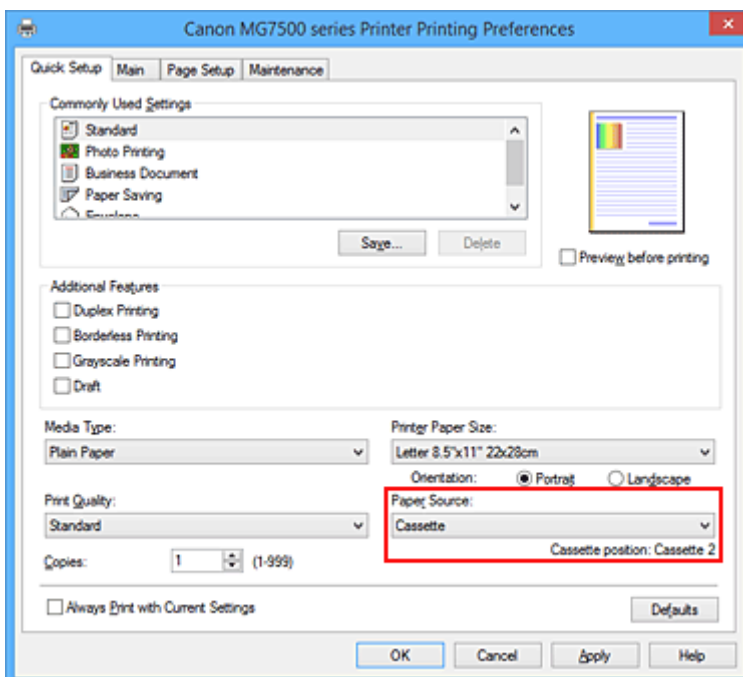 Canon MG7500 series Printer Printing Preferences
Quick Setup Main Page Setup Maintenance
Commonly Used Settings
Standard
Photo Printing
Business Document
Paper Saving
Envelope
Save... Delete
Preview before printing
Additional Features
Duplex Printing
Borderless Printing
Grayscale Printing
Draft
Media Type: Printer Paper Size:
Plain Paper Letter 8.5"x11" 22x28cm
Orientation: Portrait Landscape
Print Quality: Paper Source:
Standard Cassette
Cassette position: Cassette 2
Copies: 1 (1-999)
Always Print with Current Settings Defaults
OK Cancel Apply Help